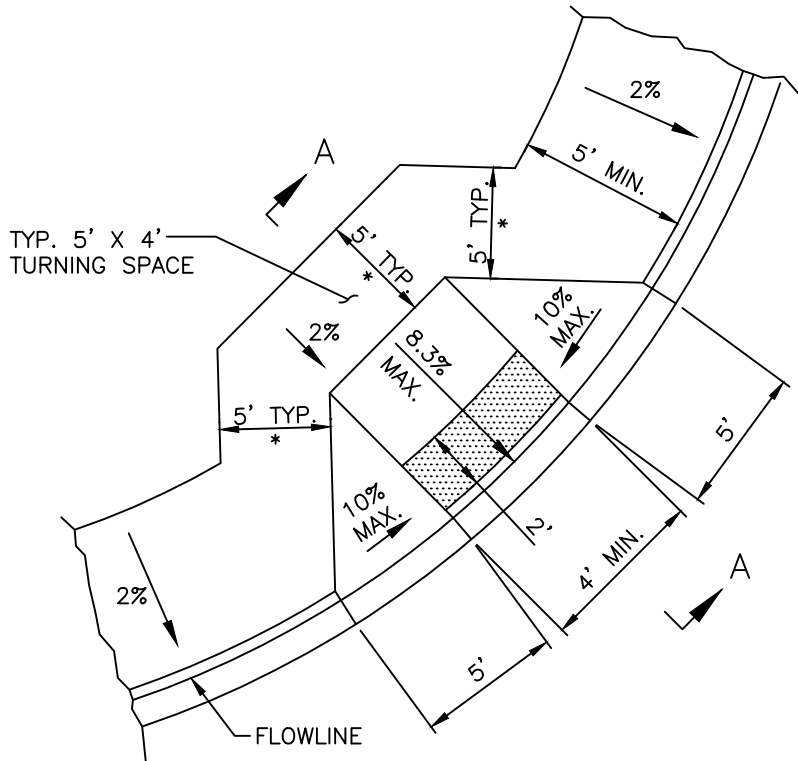 2%
A
5' MIN.
5' TYP.
*
TYP. 5' X 4'
TURNING SPACE
5' TYP.
*
10%
MAX.
2%
8.3%
MAX.
5' TYP.
*
5'
10%
MAX.
2'
A
4' MIN.
2%
5'
FLOWLINE